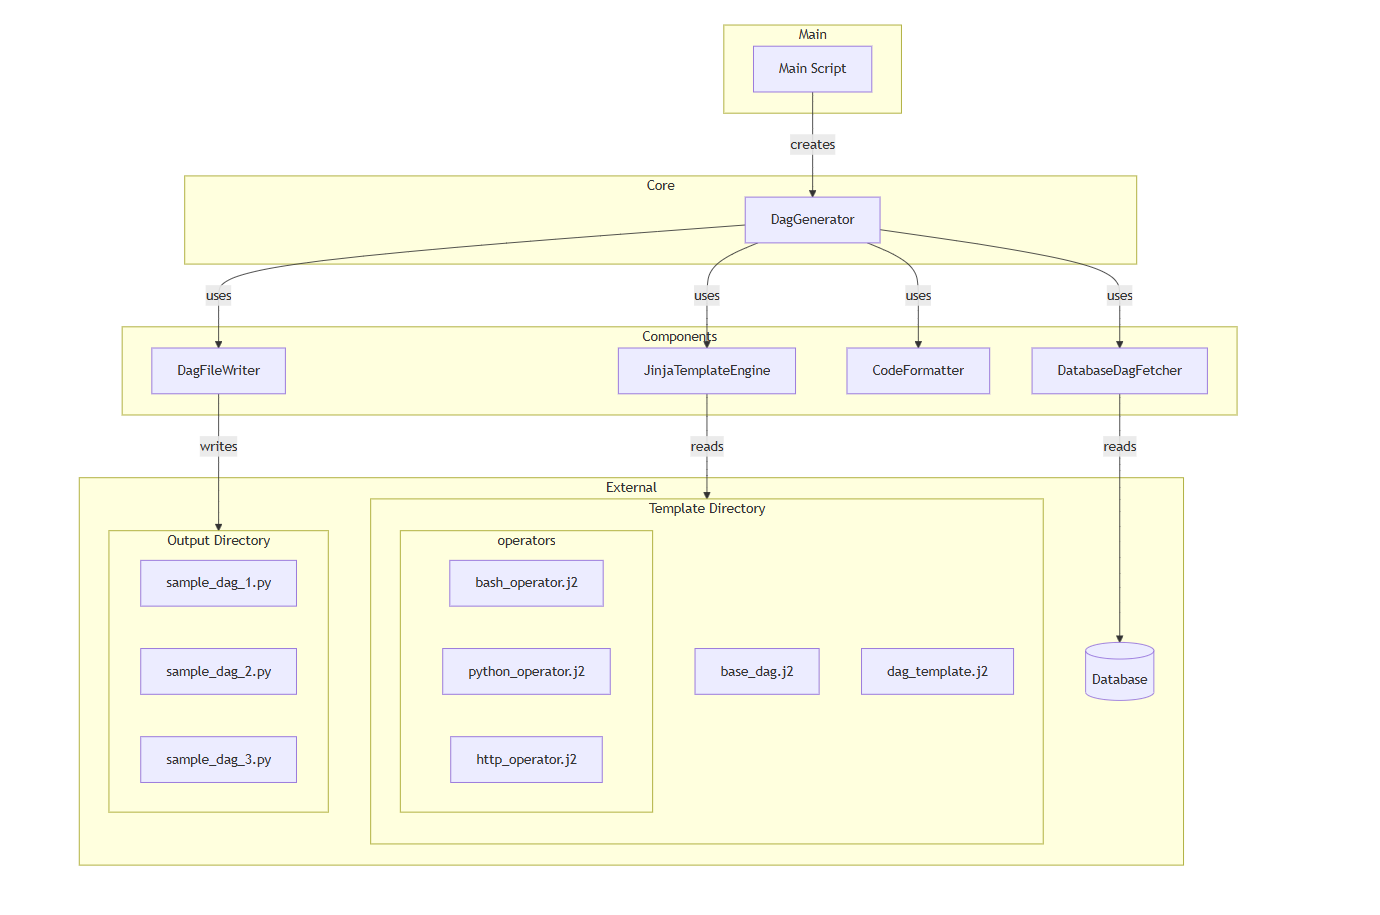 Main
Main Script
creates
Core
DagGenerator
uses
uses
uses
uses
Components
DagFileWriter
JinjaTemplateEngine
CodeFormatter
DatabaseDagFetcher
writes
reads
reads
External
Template Directory
Output Directory
operators
sample_dag_1.py
bash_operator.j2
sample_dag_2.py
python_operator.j2
base_dag.j2
dag_template.j2
Database
sample_dag_3.py
http_operator.j2